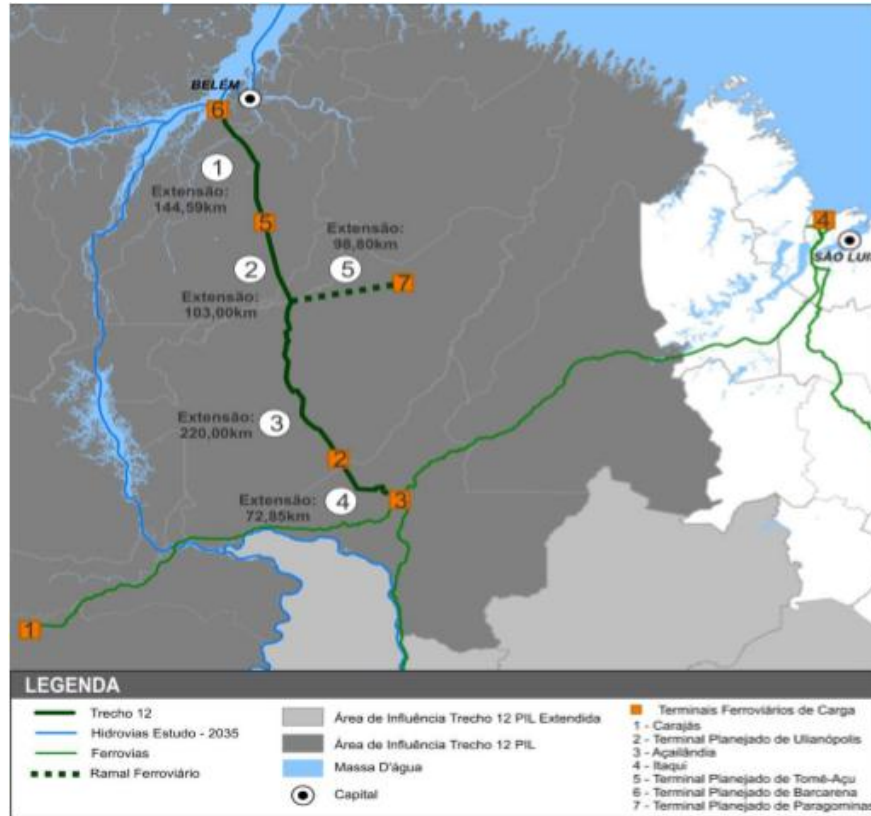 BELÉM
6
1
Extensão:
144,59km
5
Extensão:
98,80km
2
5
7
Extensão:
103,00km
4
SÃO LUIS
Extensão:
220,00km
3
2
Extensão:
72,85km
4
3
1
LEGENDA
Trecho 12
Hidrovias Estudo - 2035
Ferrovias
Ramal Ferroviário
Área de Influência Trecho 12 PIL Extendida
Área de Influência Trecho 12 PIL
Massa D'água
Capital
Terminais Ferroviários de Carga
1 - Carajás
2 - Terminal Planejado de Ulianópolis
3 - Açailândia
4 - Itaqui
5 - Terminal Planejado de Tomé-Açu
6 - Terminal Planejado de Barcarena
7 - Terminal Planejado de Paragominas